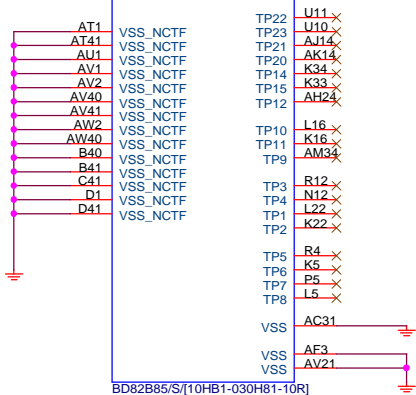 TP22 U11
AT1 VSS_NCTF TP23 U10
AT41 VSS_NCTF TP21 AJ14
AU1 VSS_NCTF TP20 AK14
AV1 VSS_NCTF TP14 K34
AV2 VSS_NCTF TP15 K33
AV40 VSS_NCTF TP12 AH24
AV41 VSS_NCTF
AW2 VSS_NCTF TP10 L16
AW40 VSS_NCTF TP11 K16
B40 VSS_NCTF TP9 AM34
B41 VSS_NCTF
C41 VSS_NCTF TP3 R12
D1 VSS_NCTF TP4 N12
D41 VSS_NCTF TP1 L22
TP2 K22
TP5 R4
TP6 K5
TP7 P5
TP8 L5
VSS AC31
VSS AF3
VSS AV21
BD82B85/S/[10HB1-030H81-10R]